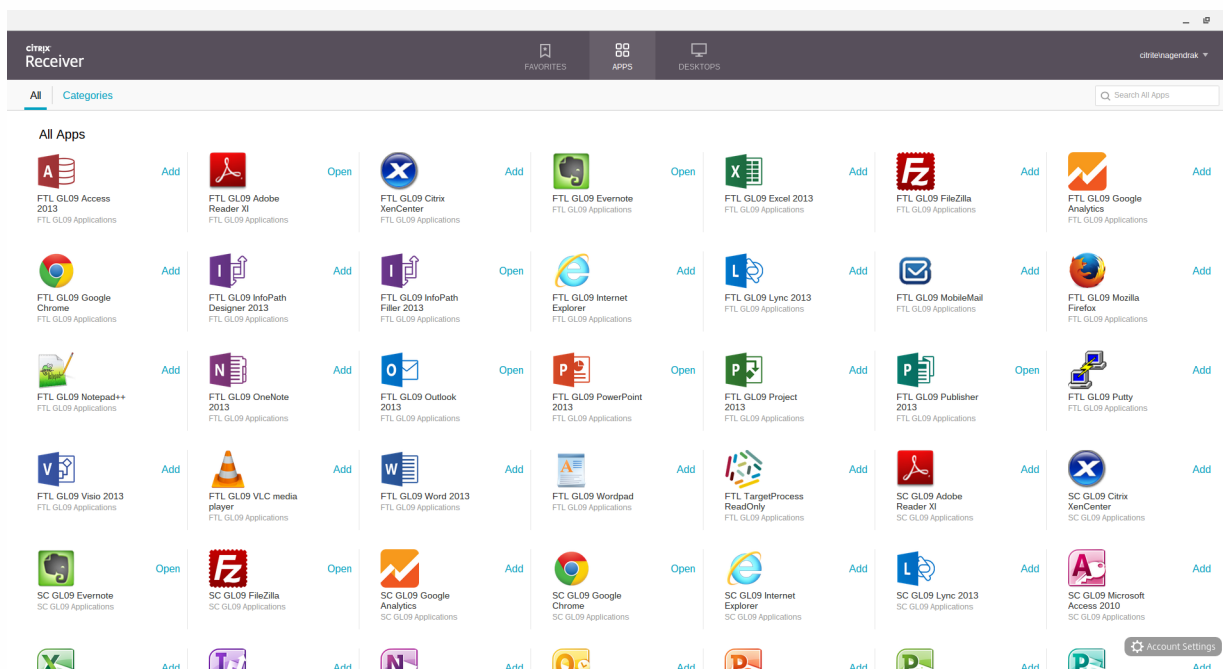 citrix
Receiver
FAVORITES
APPS
DESKTOPS
citrite\nagendrak
All
Categories
Search All Apps
All Apps
Add
Open
Add
Open
Add
Add
Add
FTL GL09 Access
2013
FTL GL09 Applications
FTL GL09 Adobe
Reader XI
FTL GL09 Applications
FTL GL09 Citrix
XenCenter
FTL GL09 Applications
FTL GL09 Evernote
FTL GL09 Applications
FTL GL09 Excel 2013
FTL GL09 Applications
FTL GL09 FileZilla
FTL GL09 Applications
FTL GL09 Google
Analytics
FTL GL09 Applications
Add
Add
Open
Add
Add
Add
Add
FTL GL09 Google
Chrome
FTL GL09 Applications
FTL GL09 InfoPath
Designer 2013
FTL GL09 Applications
FTL GL09 InfoPath
Filler 2013
FTL GL09 Applications
FTL GL09 Internet
Explorer
FTL GL09 Applications
FTL GL09 Lync 2013
FTL GL09 Applications
FTL GL09 MobileMail
FTL GL09 Applications
FTL GL09 Mozilla
Firefox
FTL GL09 Applications
Add
Add
Open
Open
Add
Open
Add
FTL GL09 Notepad++
FTL GL09 Applications
FTL GL09 OneNote
2013
FTL GL09 Applications
FTL GL09 Outlook
2013
FTL GL09 Applications
FTL GL09 PowerPoint
2013
FTL GL09 Applications
FTL GL09 Project
2013
FTL GL09 Applications
FTL GL09 Publisher
2013
FTL GL09 Applications
FTL GL09 Putty
FTL GL09 Applications
Add
Add
Add
Add
Add
Add
Add
FTL GL09 Visio 2013
FTL GL09 Applications
FTL GL09 VLC media
player
FTL GL09 Applications
FTL GL09 Word 2013
FTL GL09 Applications
FTL GL09 Wordpad
FTL GL09 Applications
FTL TargetProcess
ReadOnly
FTL GL09 Applications
SC GL09 Adobe
Reader XI
SC GL09 Applications
SC GL09 Citrix
XenCenter
SC GL09 Applications
Open
Open
Add
Open
Add
Add
Add
SC GL09 Evernote
SC GL09 Applications
SC GL09 FileZilla
SC GL09 Applications
SC GL09 Google
Analytics
SC GL09 Applications
SC GL09 Google
Chrome
SC GL09 Applications
SC GL09 Internet
Explorer
SC GL09 Applications
SC GL09 Lync 2013
SC GL09 Applications
SC GL09 Microsoft
Access 2010
SC GL09 Applications
Account Settings
Add
Add
Add
Add
Add
Add
Add